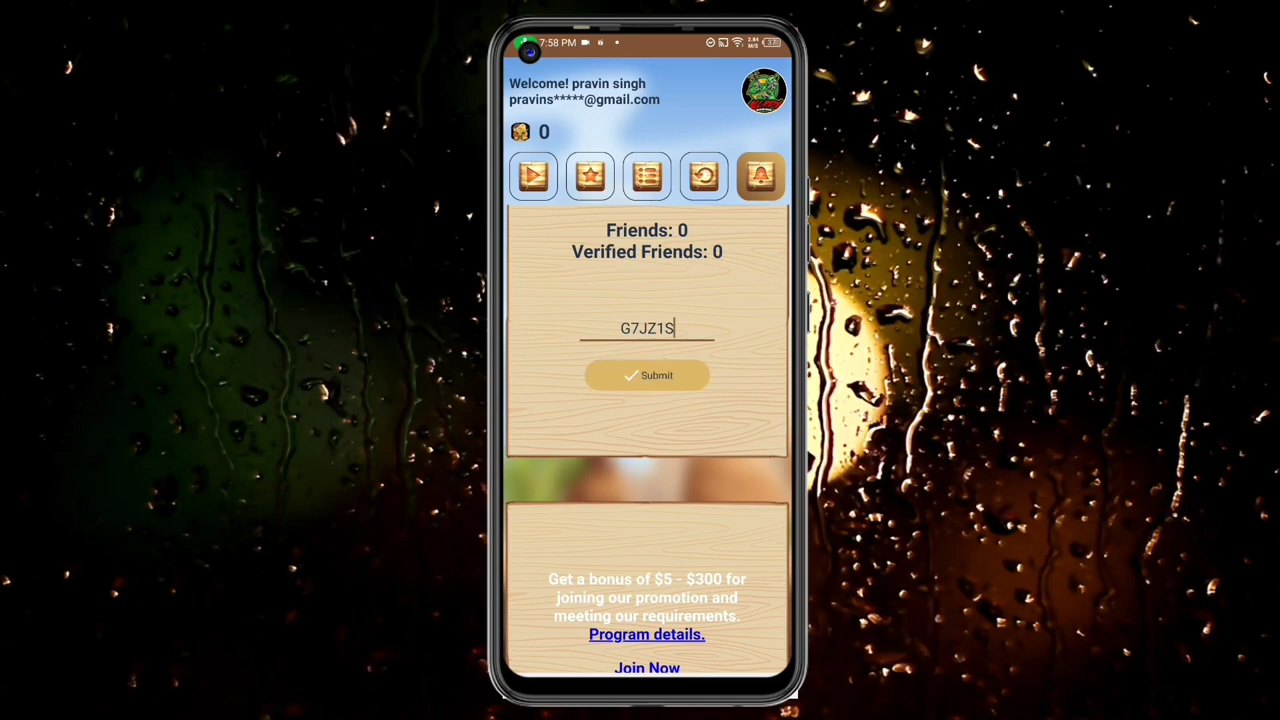 7:58 PM
Welcome! pravin singh
pravins*****@gmail.com
0
Friends: 0
Verified Friends: 0
G7JZ1S
Submit
Get a bonus of $5 - $300 for
joining our promotion and
meeting our requirements.
Program details.
Join Now